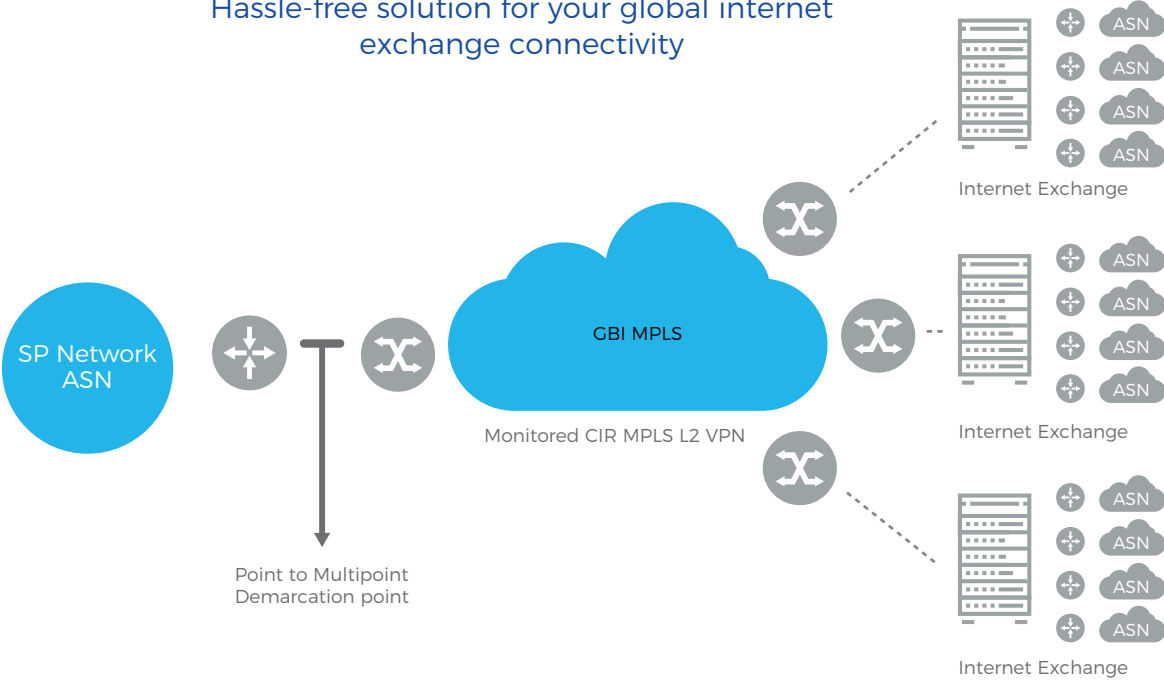 Hassle-free solution for your global internet
exchange connectivity
ASN
ASN
ASN
ASN
Internet Exchange
SP Network
ASN
GBI MPLS
Monitored CIR MPLS L2 VPN
ASN
ASN
ASN
ASN
Internet Exchange
Point to Multipoint
Demarcation point
ASN
ASN
ASN
ASN
Internet Exchange